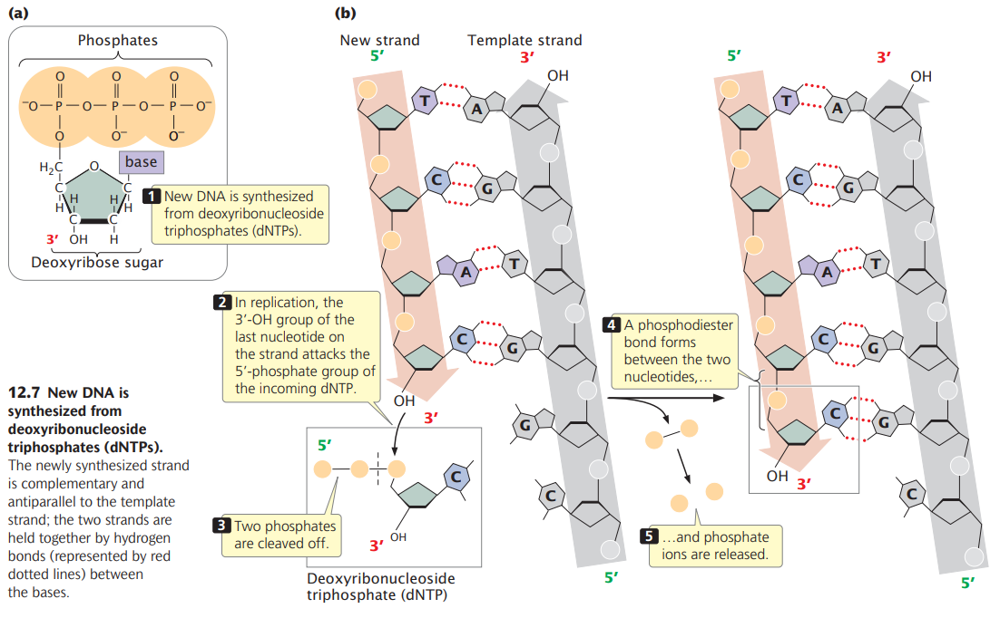 (a)
Phosphates
O O O
⁻O—P—O—P—O—P—O⁻
O O⁻ O⁻
H₂C O base
C C
H H H H
C C
3′ OH H
Deoxyribose sugar
1 New DNA is synthesized
from deoxyribonucleoside
triphosphates (dNTPs).
(b)
New strand Template strand
5′ 3′
OH
T A
C G
A T
C G
OH
3′
G
C
5′
2 In replication, the
3′-OH group of the
last nucleotide on
the strand attacks the
5′-phosphate group of
the incoming dNTP.
5′
C
OH
3′
3 Two phosphates
are cleaved off.
Deoxyribonucleoside
triphosphate (dNTP)
4 A phosphodiester
bond forms
between the two
nucleotides,…
5 …and phosphate
ions are released.
5′ 3′
OH
T A
C G
A T
C G
C G
OH
3′
C
5′
12.7 New DNA is
synthesized from
deoxyribonucleoside
triphosphates (dNTPs).
The newly synthesized strand
is complementary and
antiparallel to the template
strand; the two strands are
held together by hydrogen
bonds (represented by red
dotted lines) between
the bases.